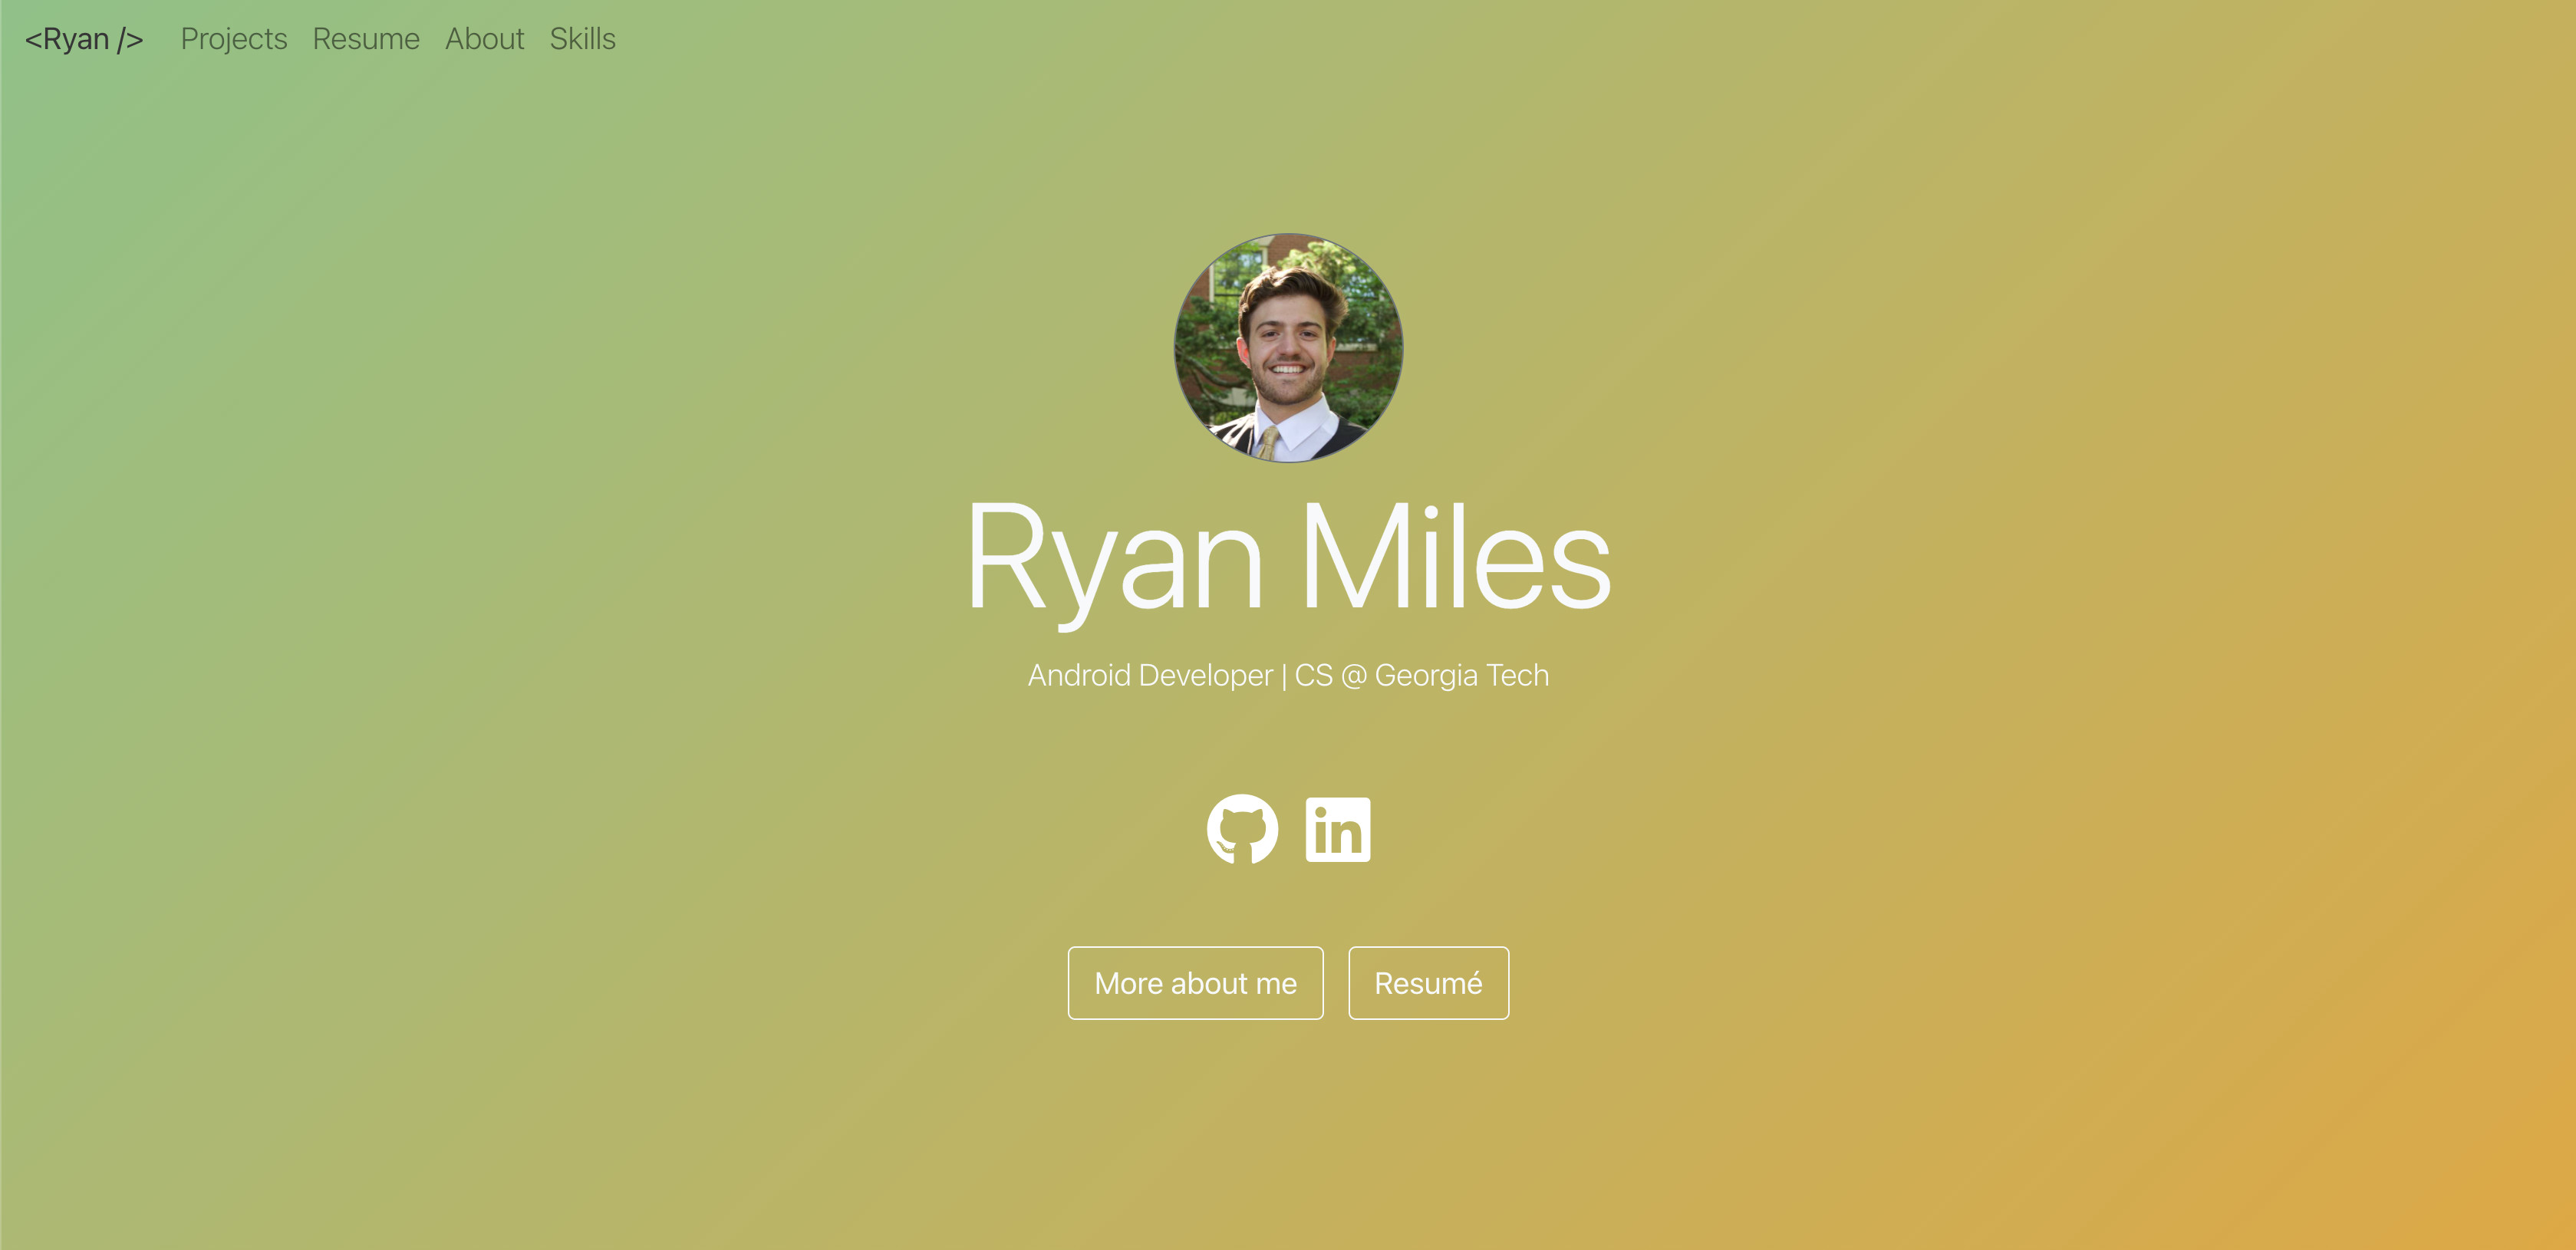 <Ryan /> Projects Resume About Skills
Ryan Miles
Android Developer | CS @ Georgia Tech
in
More about me Resumé